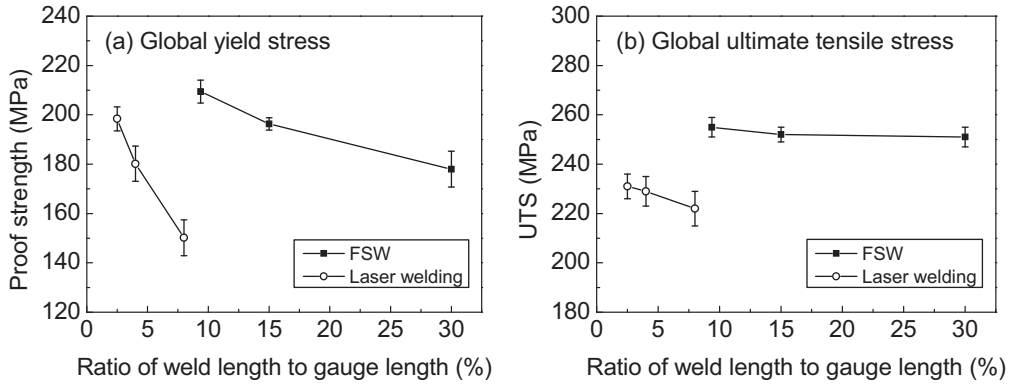 (a) Global yield stress
Proof strength (MPa)
240
220
200
180
160
140
120
FSW
Laser welding
0 5 10 15 20 25 30
Ratio of weld length to gauge length (%)
(b) Global ultimate tensile stress
UTS (MPa)
300
280
260
240
220
200
180
FSW
Laser welding
0 5 10 15 20 25 30
Ratio of weld length to gauge length (%)